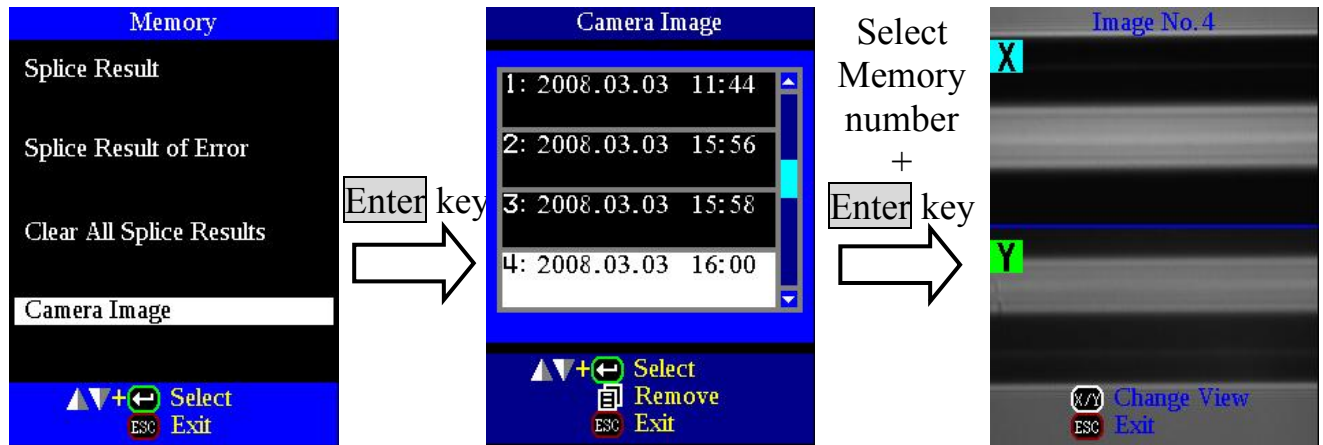 Memory
Splice Result
Splice Result of Error
Clear All Splice Results
Camera Image
+ Select
ESC Exit
Enter key
Camera Image
1: 2008.03.03 11:44
2: 2008.03.03 15:56
3: 2008.03.03 15:58
4: 2008.03.03 16:00
+ Select
Remove
ESC Exit
Select
Memory
number
+
Enter key
Image No.4
X
Y
X/Y Change View
ESC Exit